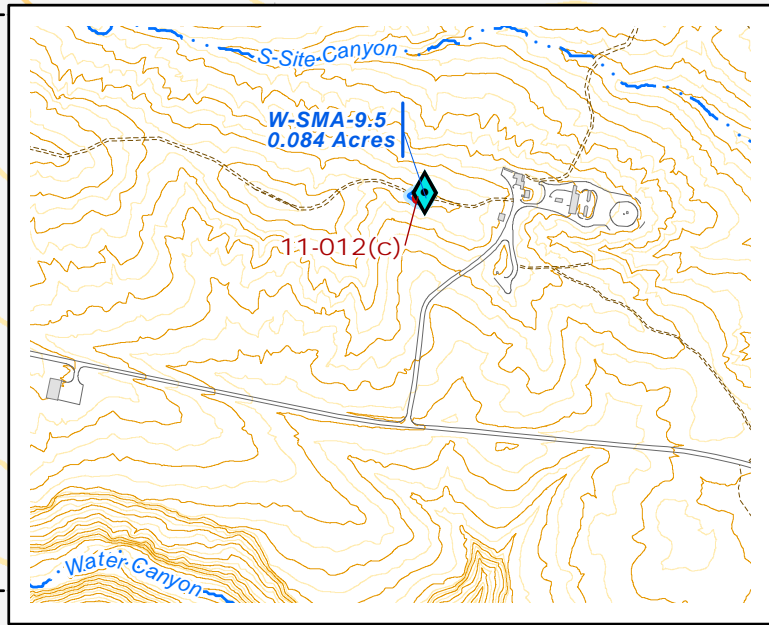 S-Site Canyon
W-SMA-9.5
0.084 Acres
11-012(c)
Water Canyon